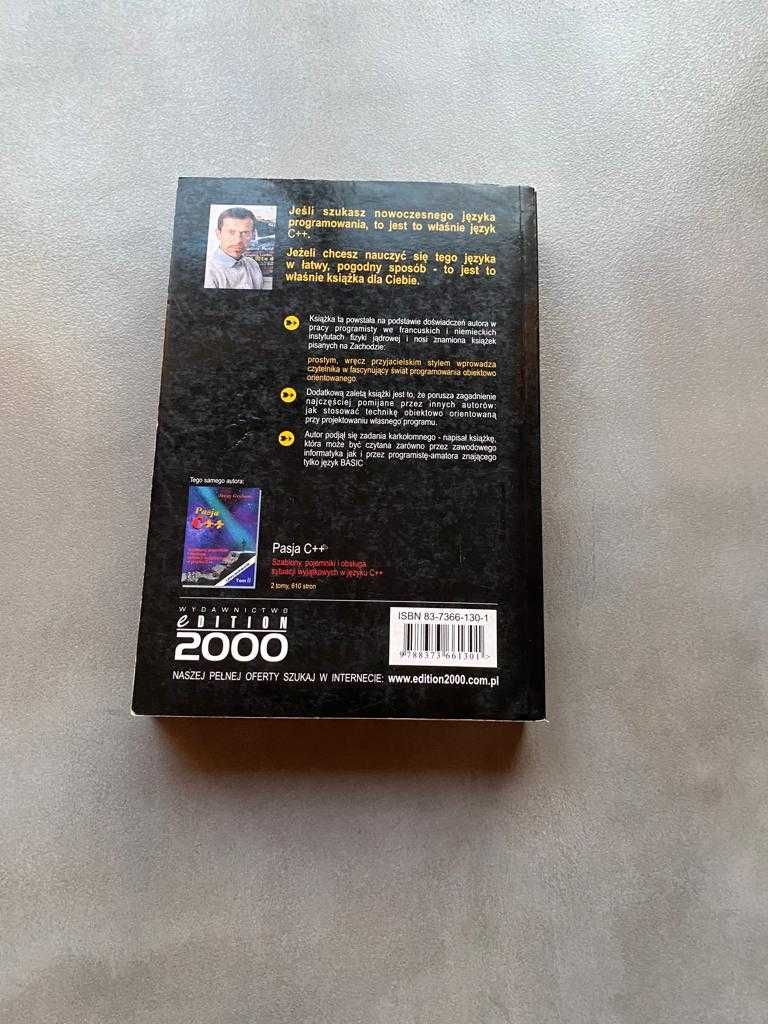 Jeśli szukasz nowoczesnego języka
programowania, to jest to właśnie język
C++.
Jeżeli chcesz nauczyć się tego języka
w łatwy, pogodny sposób - to jest to
właśnie książka dla Ciebie.
Książka ta powstała na podstawie doświadczeń autora w
pracy programisty we francuskich i niemieckich
instytutach fizyki jądrowej i nosi znamiona książek
pisanych na Zachodzie:
prostym, wręcz przyjacielskim stylem wprowadza
czytelnika w fascynujący świat programowania obiektowo
orientowanego
Dodatkową zaletą książki jest to, że porusza zagadnienie
najczęściej pomijane przez innych autorów:
jak stosować technikę obiektowo orientowaną
przy projektowaniu własnego programu.
Autor podjął się zadania karkołomnego - napisał książkę,
która może być czytana zarówno przez zawodowego
informatyka jak i przez programistę-amatora znającego
tylko język BASIC
Tego samego autora:
Pasja
C++
Tom II
Pasja C++
Szablony, pojemniki i obsługa
sytuacji wyjątkowych w języku C++
2 tomy, 610 stron
WYDAWNICTWO
eDITION
2000
ISBN 83-7366-130-1
9 788373 661301 >
NASZEJ PEŁNEJ OFERTY SZUKAJ W INTERNECIE: www.edition2000.com.pl